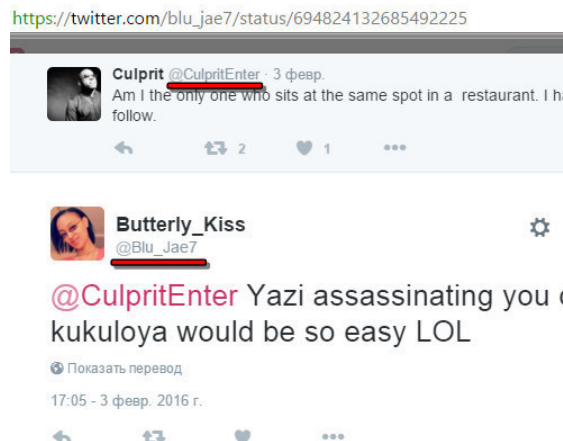 https://twitter.com/blu_jae7/status/694824132685492225
Culprit @CulpritEnter · 3 февр.
Am I the only one who sits at the same spot in a restaurant. I
follow.
2 1
Butterly_Kiss
@Blu_Jae7
@CulpritEnter Yazi assassinating you
kukuloya would be so easy LOL
Показать перевод
17:05 - 3 февр. 2016 г.